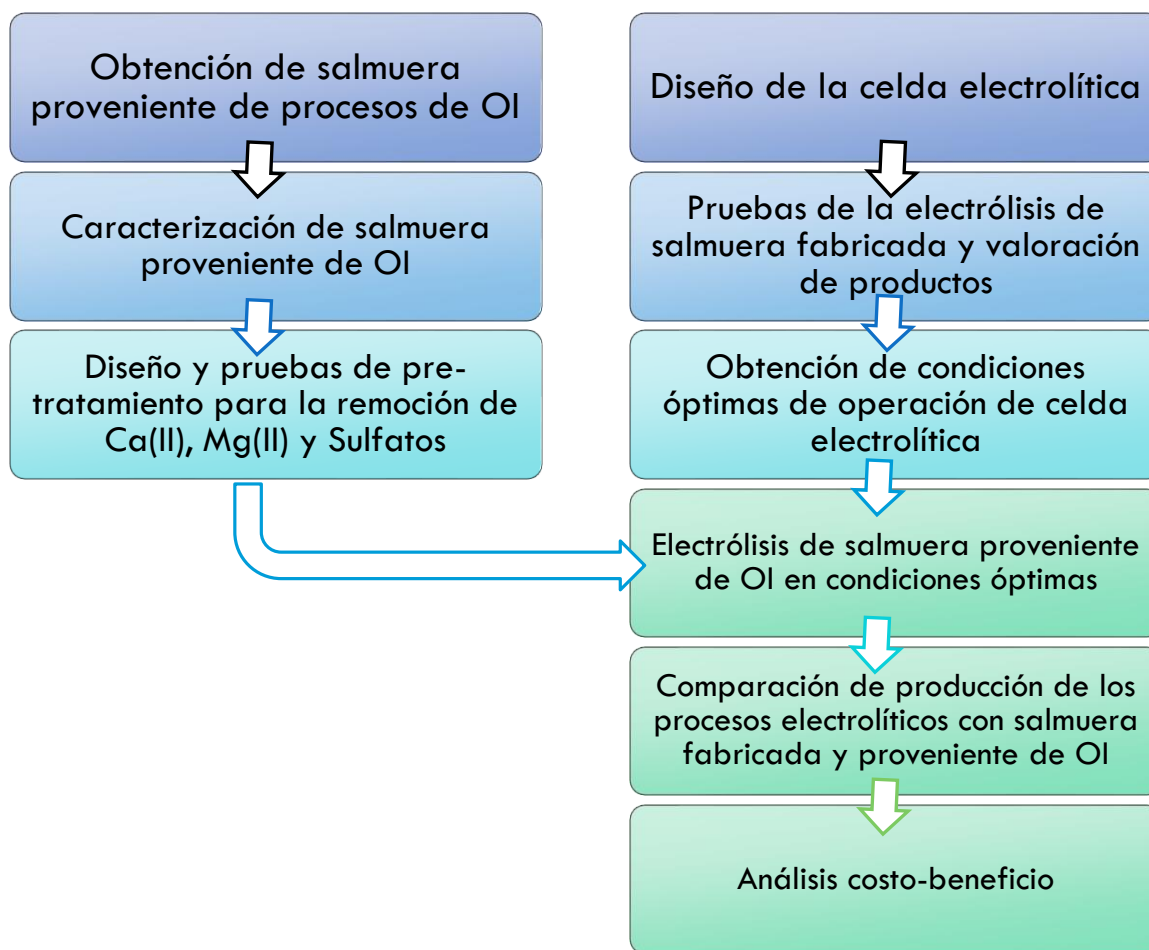 Obtención de salmuera
proveniente de procesos de OI
Caracterización de salmuera
proveniente de OI
Diseño y pruebas de pre-
tratamiento para la remoción de
Ca(II), Mg(II) y Sulfatos
Diseño de la celda electrolítica
Pruebas de la electrólisis de
salmuera fabricada y valoración
de productos
Obtención de condiciones
óptimas de operación de celda
electrolítica
Electrólisis de salmuera proveniente
de OI en condiciones óptimas
Comparación de producción de los
procesos electrolíticos con salmuera
fabricada y proveniente de OI
Análisis costo-beneficio